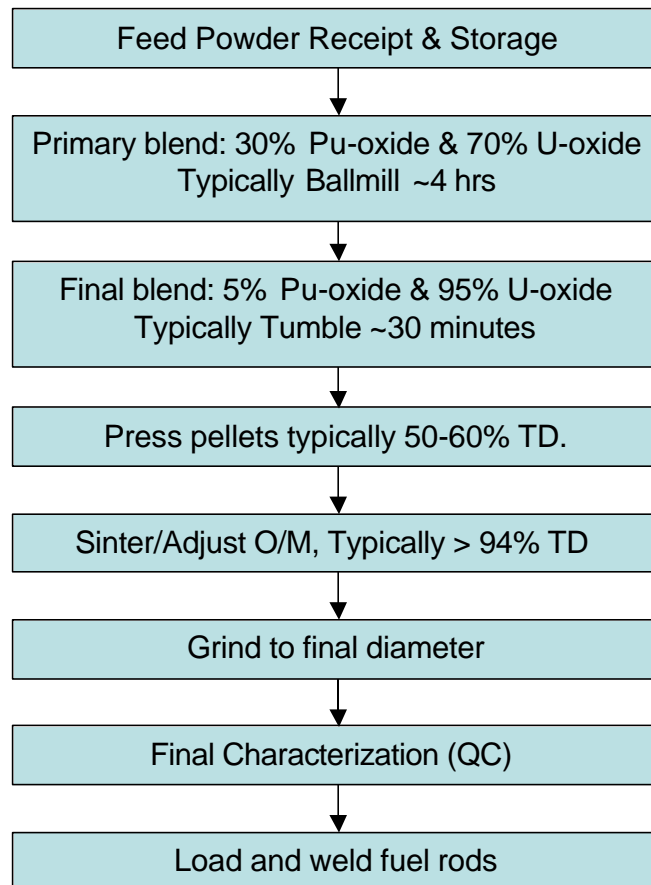 Feed Powder Receipt & Storage
Primary blend: 30% Pu-oxide & 70% U-oxide
Typically Ballmill ~4 hrs
Final blend: 5% Pu-oxide & 95% U-oxide
Typically Tumble ~30 minutes
Press pellets typically 50-60% TD.
Sinter/Adjust O/M, Typically > 94% TD
Grind to final diameter
Final Characterization (QC)
Load and weld fuel rods